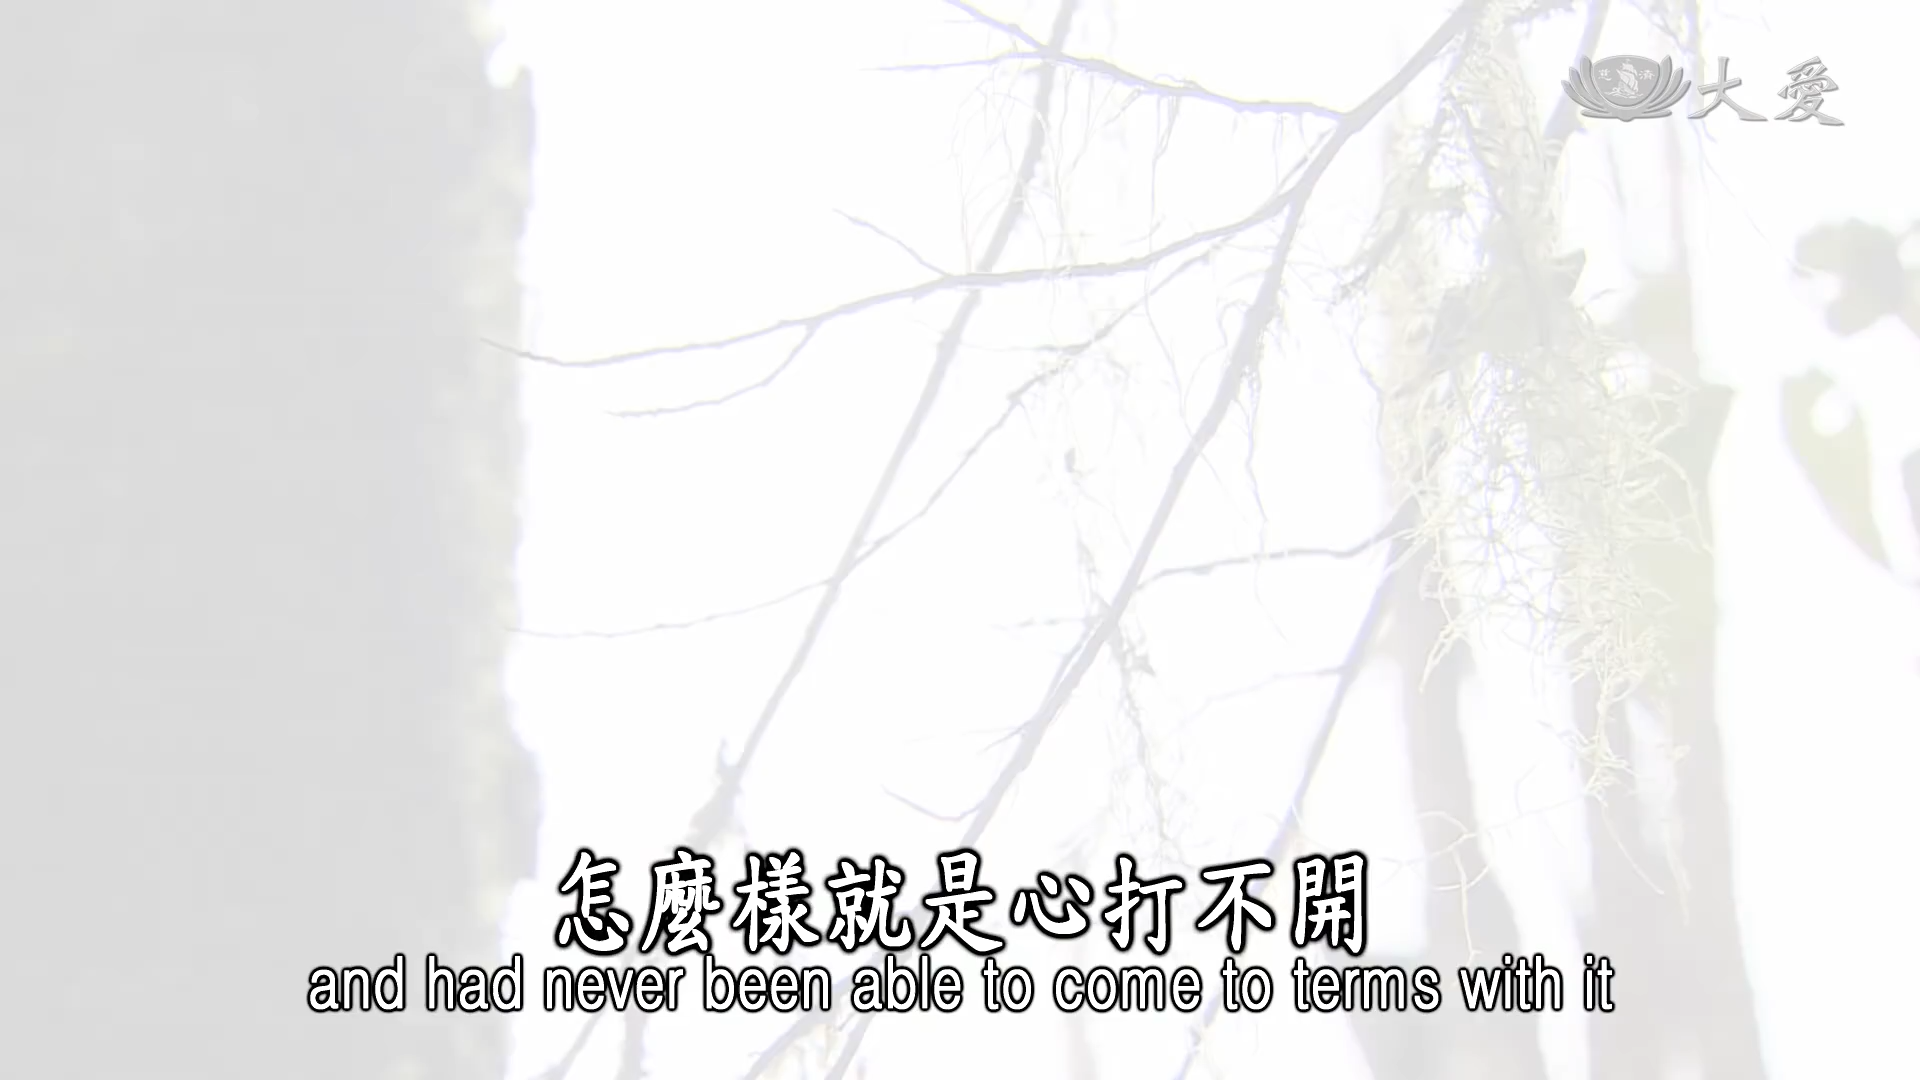 大愛
怎麼樣就是心打不開
and had never been able to come to terms with it